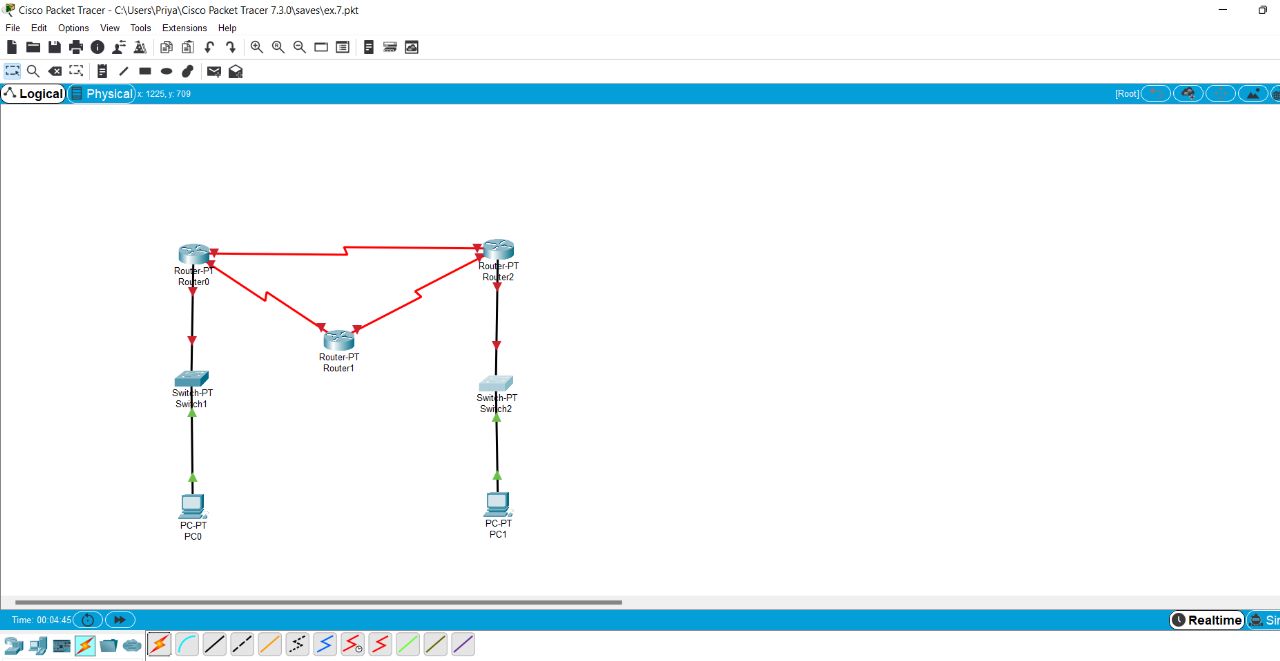 Cisco Packet Tracer - C:\Users\Priya\Cisco Packet Tracer 7.3.0\saves\ex.7.pkt
File Edit Options View Tools Extensions Help
Logical Physical x: 1225, y: 709 [Root]
Router-PT
Router0
Router-PT
Router2
Router-PT
Router1
Switch-PT
Switch1
Switch-PT
Switch2
PC-PT
PC0
PC-PT
PC1
Time: 00:04:45 Realtime Sir